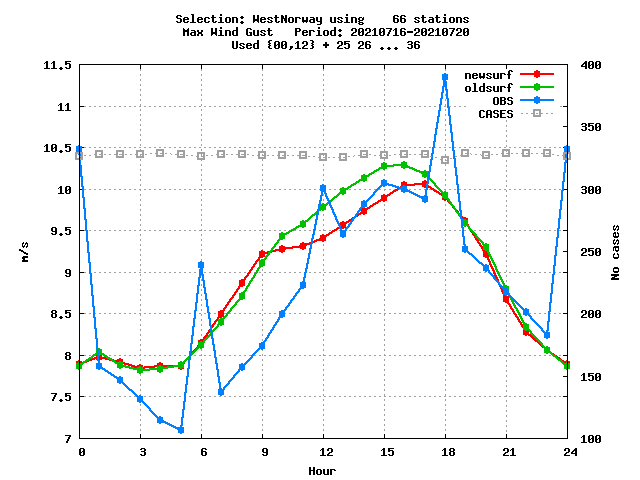 Selection: WestNorway using    66 stations
Max Wind Gust   Period: 20210716-20210720
Used {00,12} + 25 26 ... 36
newsurf
oldsurf
OBS
CASES
11.5
11
10.5
10
9.5
9
8.5
8
7.5
7
m/s
400
350
300
250
200
150
100
No cases
0 3 6 9 12 15 18 21 24
Hour